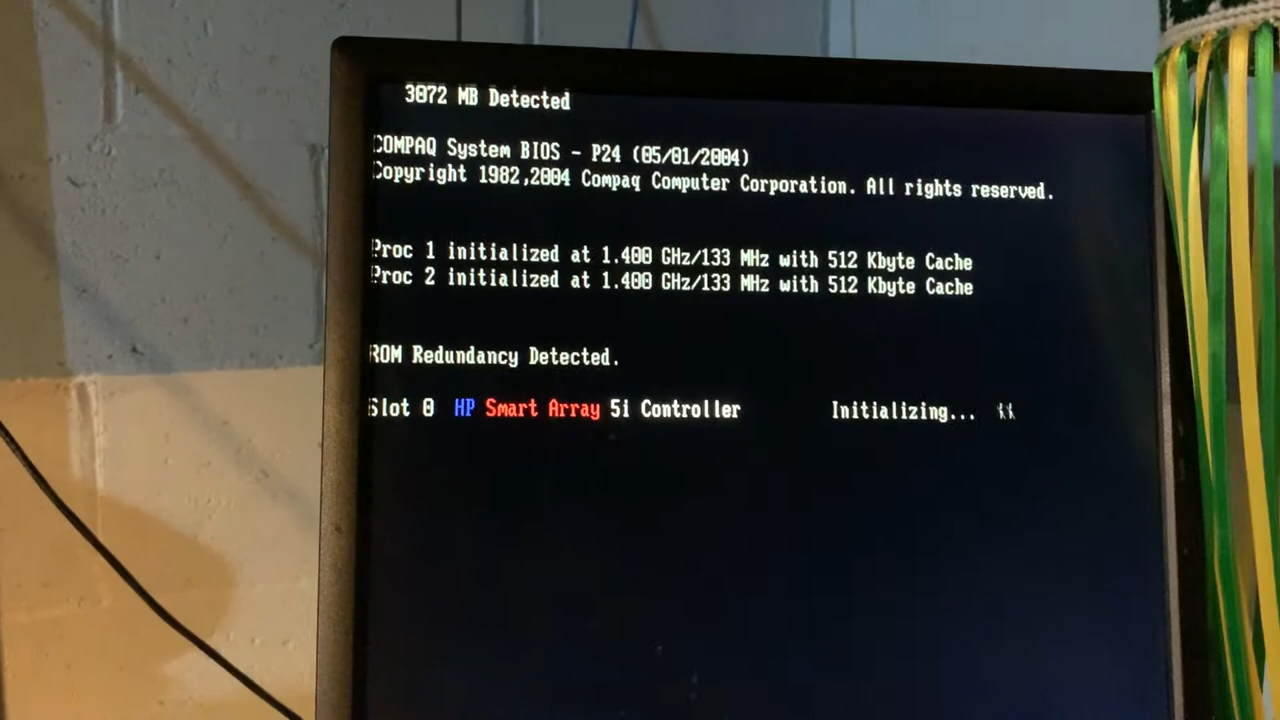 3072 MB Detected
COMPAQ System BIOS - P24 (05/01/2004)
Copyright 1982,2004 Compaq Computer Corporation. All rights reserved.
Proc 1 initialized at 1.400 GHz/133 MHz with 512 Kbyte Cache
Proc 2 initialized at 1.400 GHz/133 MHz with 512 Kbyte Cache
ROM Redundancy Detected.
Slot 0 HP Smart Array 5i Controller Initializing...